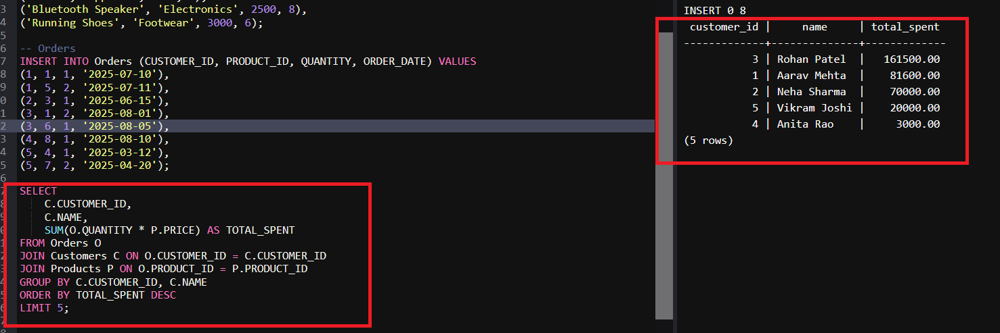 ('Bluetooth Speaker', 'Electronics', 2500, 8),
('Running Shoes', 'Footwear', 3000, 6);
-- Orders
INSERT INTO Orders (CUSTOMER_ID, PRODUCT_ID, QUANTITY, ORDER_DATE) VALUES
(1, 1, 1, '2025-07-10'),
(1, 5, 2, '2025-07-11'),
(2, 3, 1, '2025-06-15'),
(3, 1, 2, '2025-08-01'),
(3, 6, 1, '2025-08-05'),
(4, 8, 1, '2025-08-10'),
(5, 4, 1, '2025-03-12'),
(5, 7, 2, '2025-04-20');
SELECT
C.CUSTOMER_ID,
C.NAME,
SUM(O.QUANTITY * P.PRICE) AS TOTAL_SPENT
FROM Orders O
JOIN Customers C ON O.CUSTOMER_ID = C.CUSTOMER_ID
JOIN Products P ON O.PRODUCT_ID = P.PRODUCT_ID
GROUP BY C.CUSTOMER_ID, C.NAME
ORDER BY TOTAL_SPENT DESC
LIMIT 5;
INSERT 0 8
customer_id | name | total_spent
-------------+--------------+-------------
3 | Rohan Patel | 161500.00
1 | Aarav Mehta | 81600.00
2 | Neha Sharma | 70000.00
5 | Vikram Joshi | 20000.00
4 | Anita Rao | 3000.00
(5 rows)